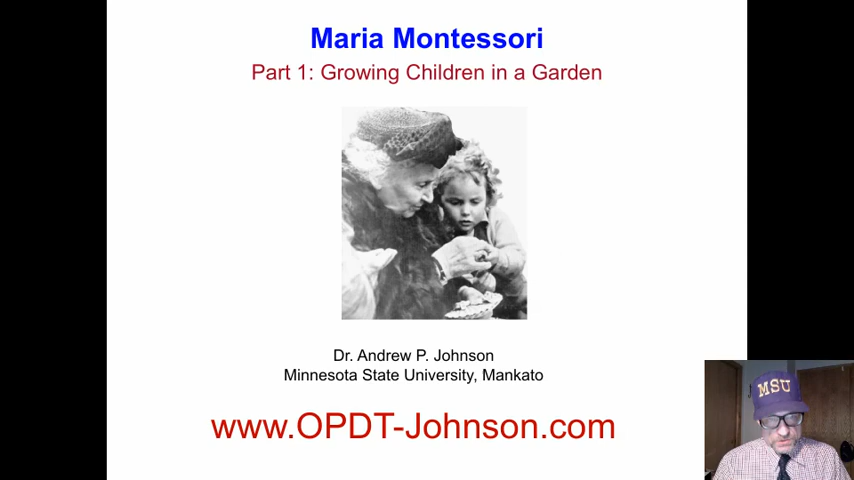 Maria Montessori
Part 1: Growing Children in a Garden
Dr. Andrew P. Johnson
Minnesota State University, Mankato
MSU
www.OPDT-Johnson.com